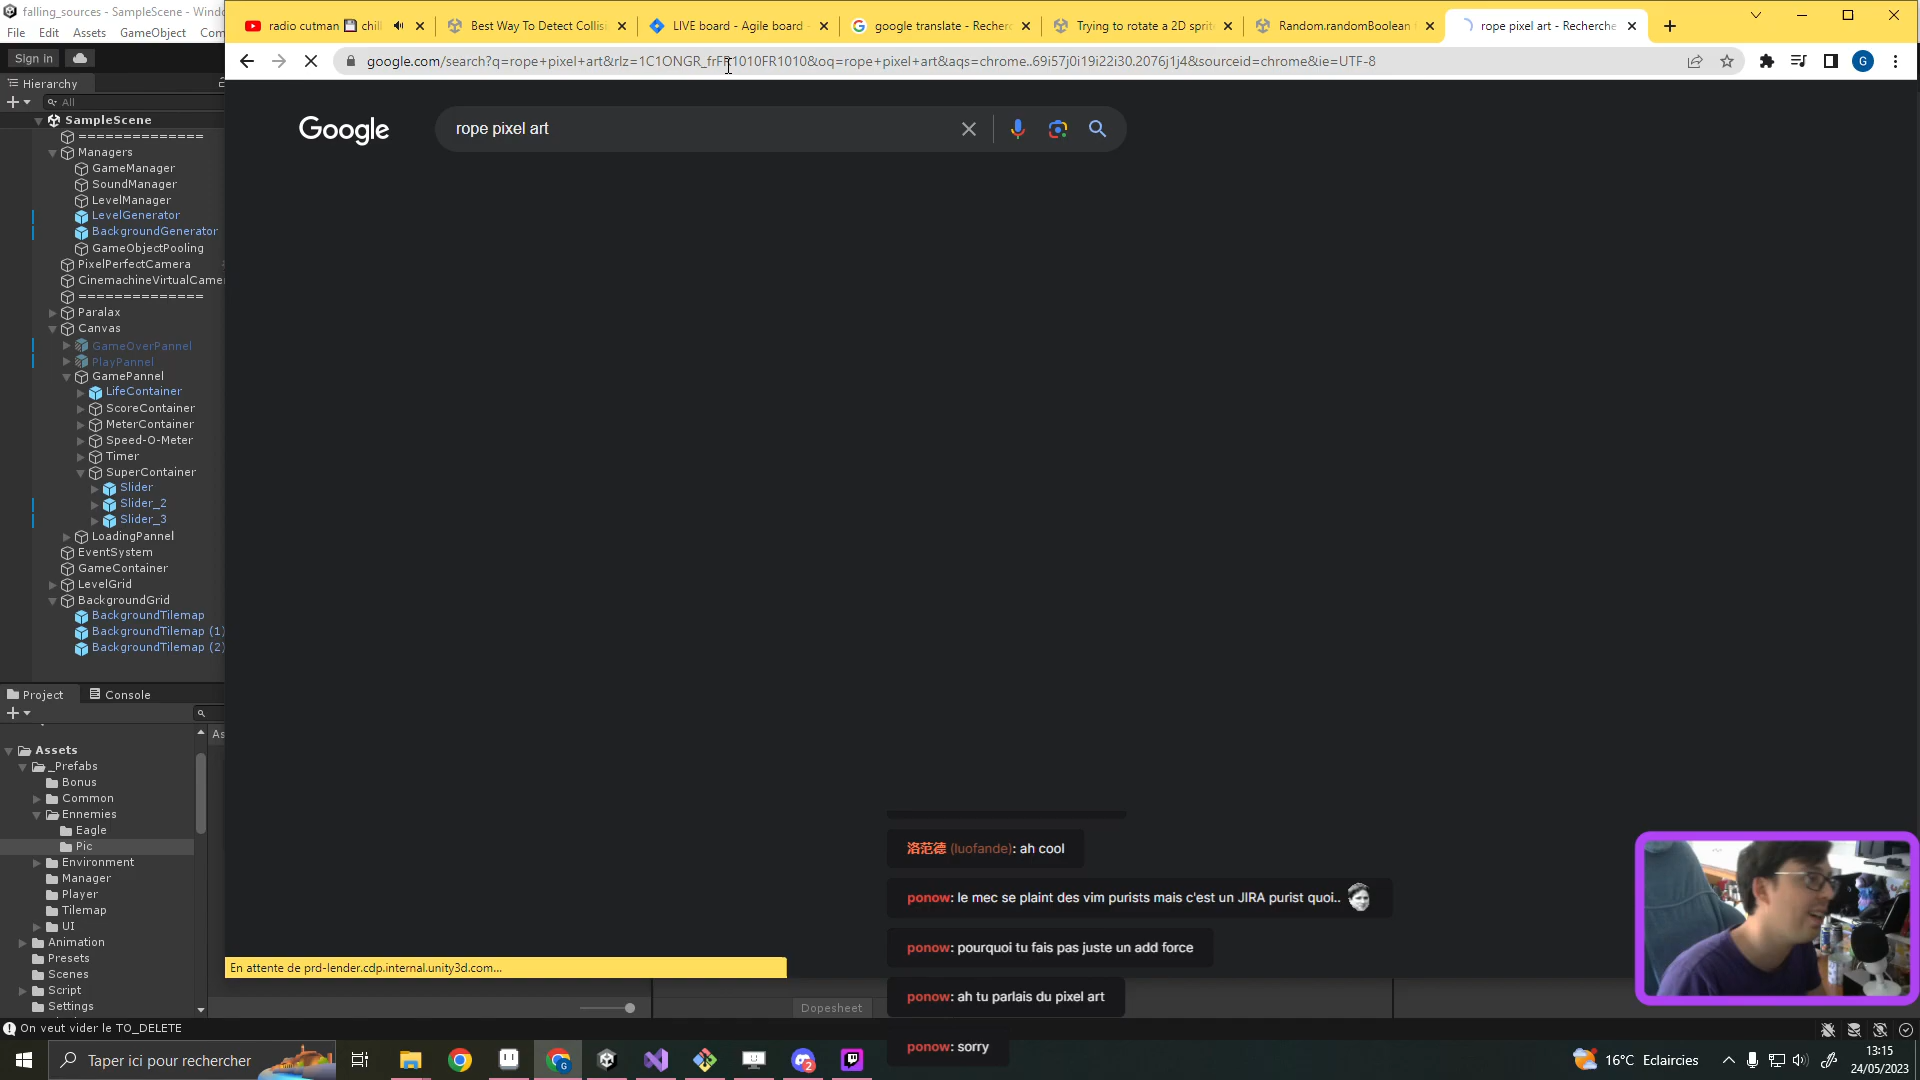 falling_sources - SampleScene - Windo
radio cutman 💾 chill
Best Way To Detect Collisi
LIVE board - Agile board -
google translate - Recherc
Trying to rotate a 2D sprit
Random.randomBoolean
rope pixel art - Recherche
File Edit Assets GameObject Com
google.com/search?q=rope+pixel+art&rlz=1C1ONGR_frFR1010FR1010&oq=rope+pixel+art&aqs=chrome..69i57j0i19i22i30.2076j1j4&sourceid=chrome&ie=UTF-8
G
Sign In
Hierarchy
All
Google
rope pixel art
SampleScene
==============
Managers
GameManager
SoundManager
LevelManager
LevelGenerator
BackgroundGenerator
GameObjectPooling
PixelPerfectCamera
CinemachineVirtualCamer
==============
Paralax
Canvas
GameOverPannel
PlayPannel
GamePannel
LifeContainer
ScoreContainer
MeterContainer
Speed-O-Meter
Timer
SuperContainer
Slider
Slider_2
Slider_3
LoadingPannel
EventSystem
GameContainer
LevelGrid
BackgroundGrid
BackgroundTilemap
BackgroundTilemap (1)
BackgroundTilemap (2)
Project Console
As
Assets
_Prefabs
Bonus
Common
Ennemies
Eagle
Pic
Environment
Manager
Player
Tilemap
UI
Animation
Presets
Scenes
Script
Settings
洛范德 (luofande): ah cool
ponow: le mec se plaint des vim purists mais c'est un JIRA purist quoi..
ponow: pourquoi tu fais pas juste un add force
ponow: ah tu parlais du pixel art
ponow: sorry
En attente de prd-lender.cdp.internal.unity3d.com...
Dopesheet
On veut vider le TO_DELETE
Taper ici pour rechercher
G
2
16°C Eclaircies
13:15
24/05/2023